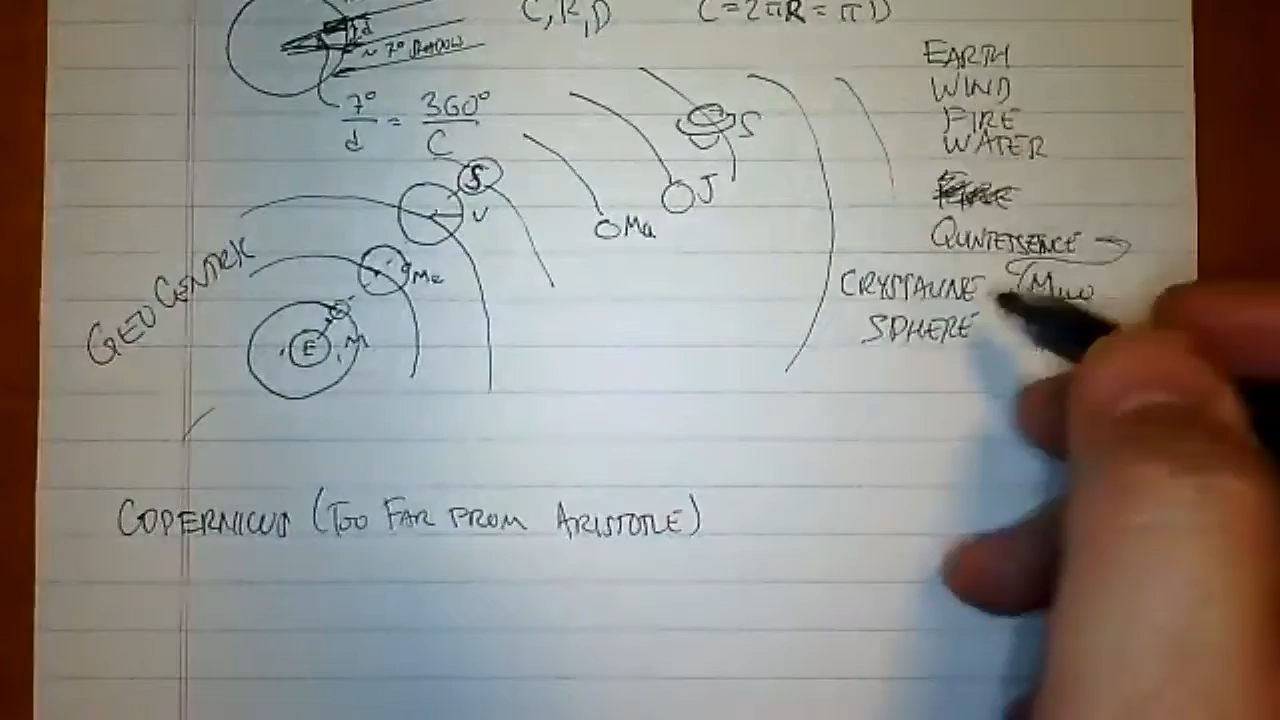 C, R, D C = 2πR = πD
d
~ 7° SHADOW
7° / d = 360° / C
EARTH
WIND
FIRE
WATER
QUINTESSENCE →
CRYSTALINE
SPHERE
S
J
Ma
S
V
Me
E
M
GEOCENTRIC
COPERNICUS (TOO FAR FROM ARISTOTLE)